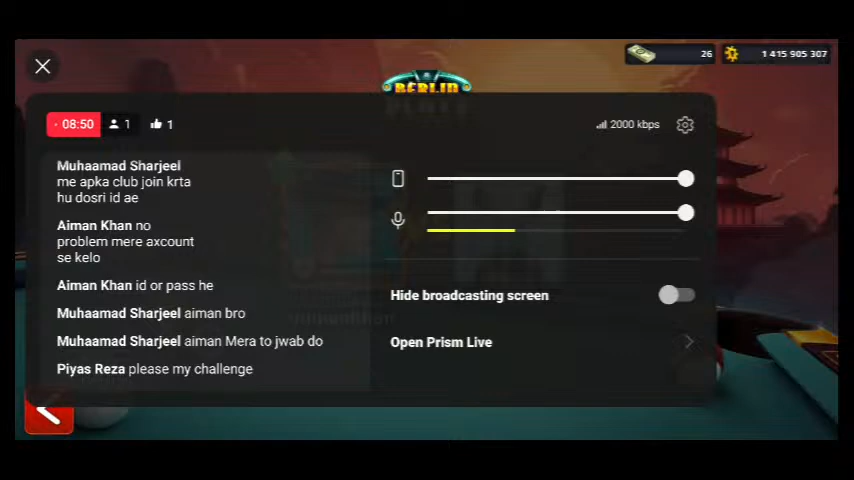 26
1 415 905 307
BERLIN
08:50
1
1
2000 kbps
Muhaamad Sharjeel
me apka club join krta
hu dosri id ae
Aiman Khan no
problem mere axcount
se kelo
Aiman Khan id or pass he
Muhaamad Sharjeel aiman bro
Muhaamad Sharjeel aiman Mera to jwab do
Piyas Reza please my challenge
Hide broadcasting screen
Open Prism Live